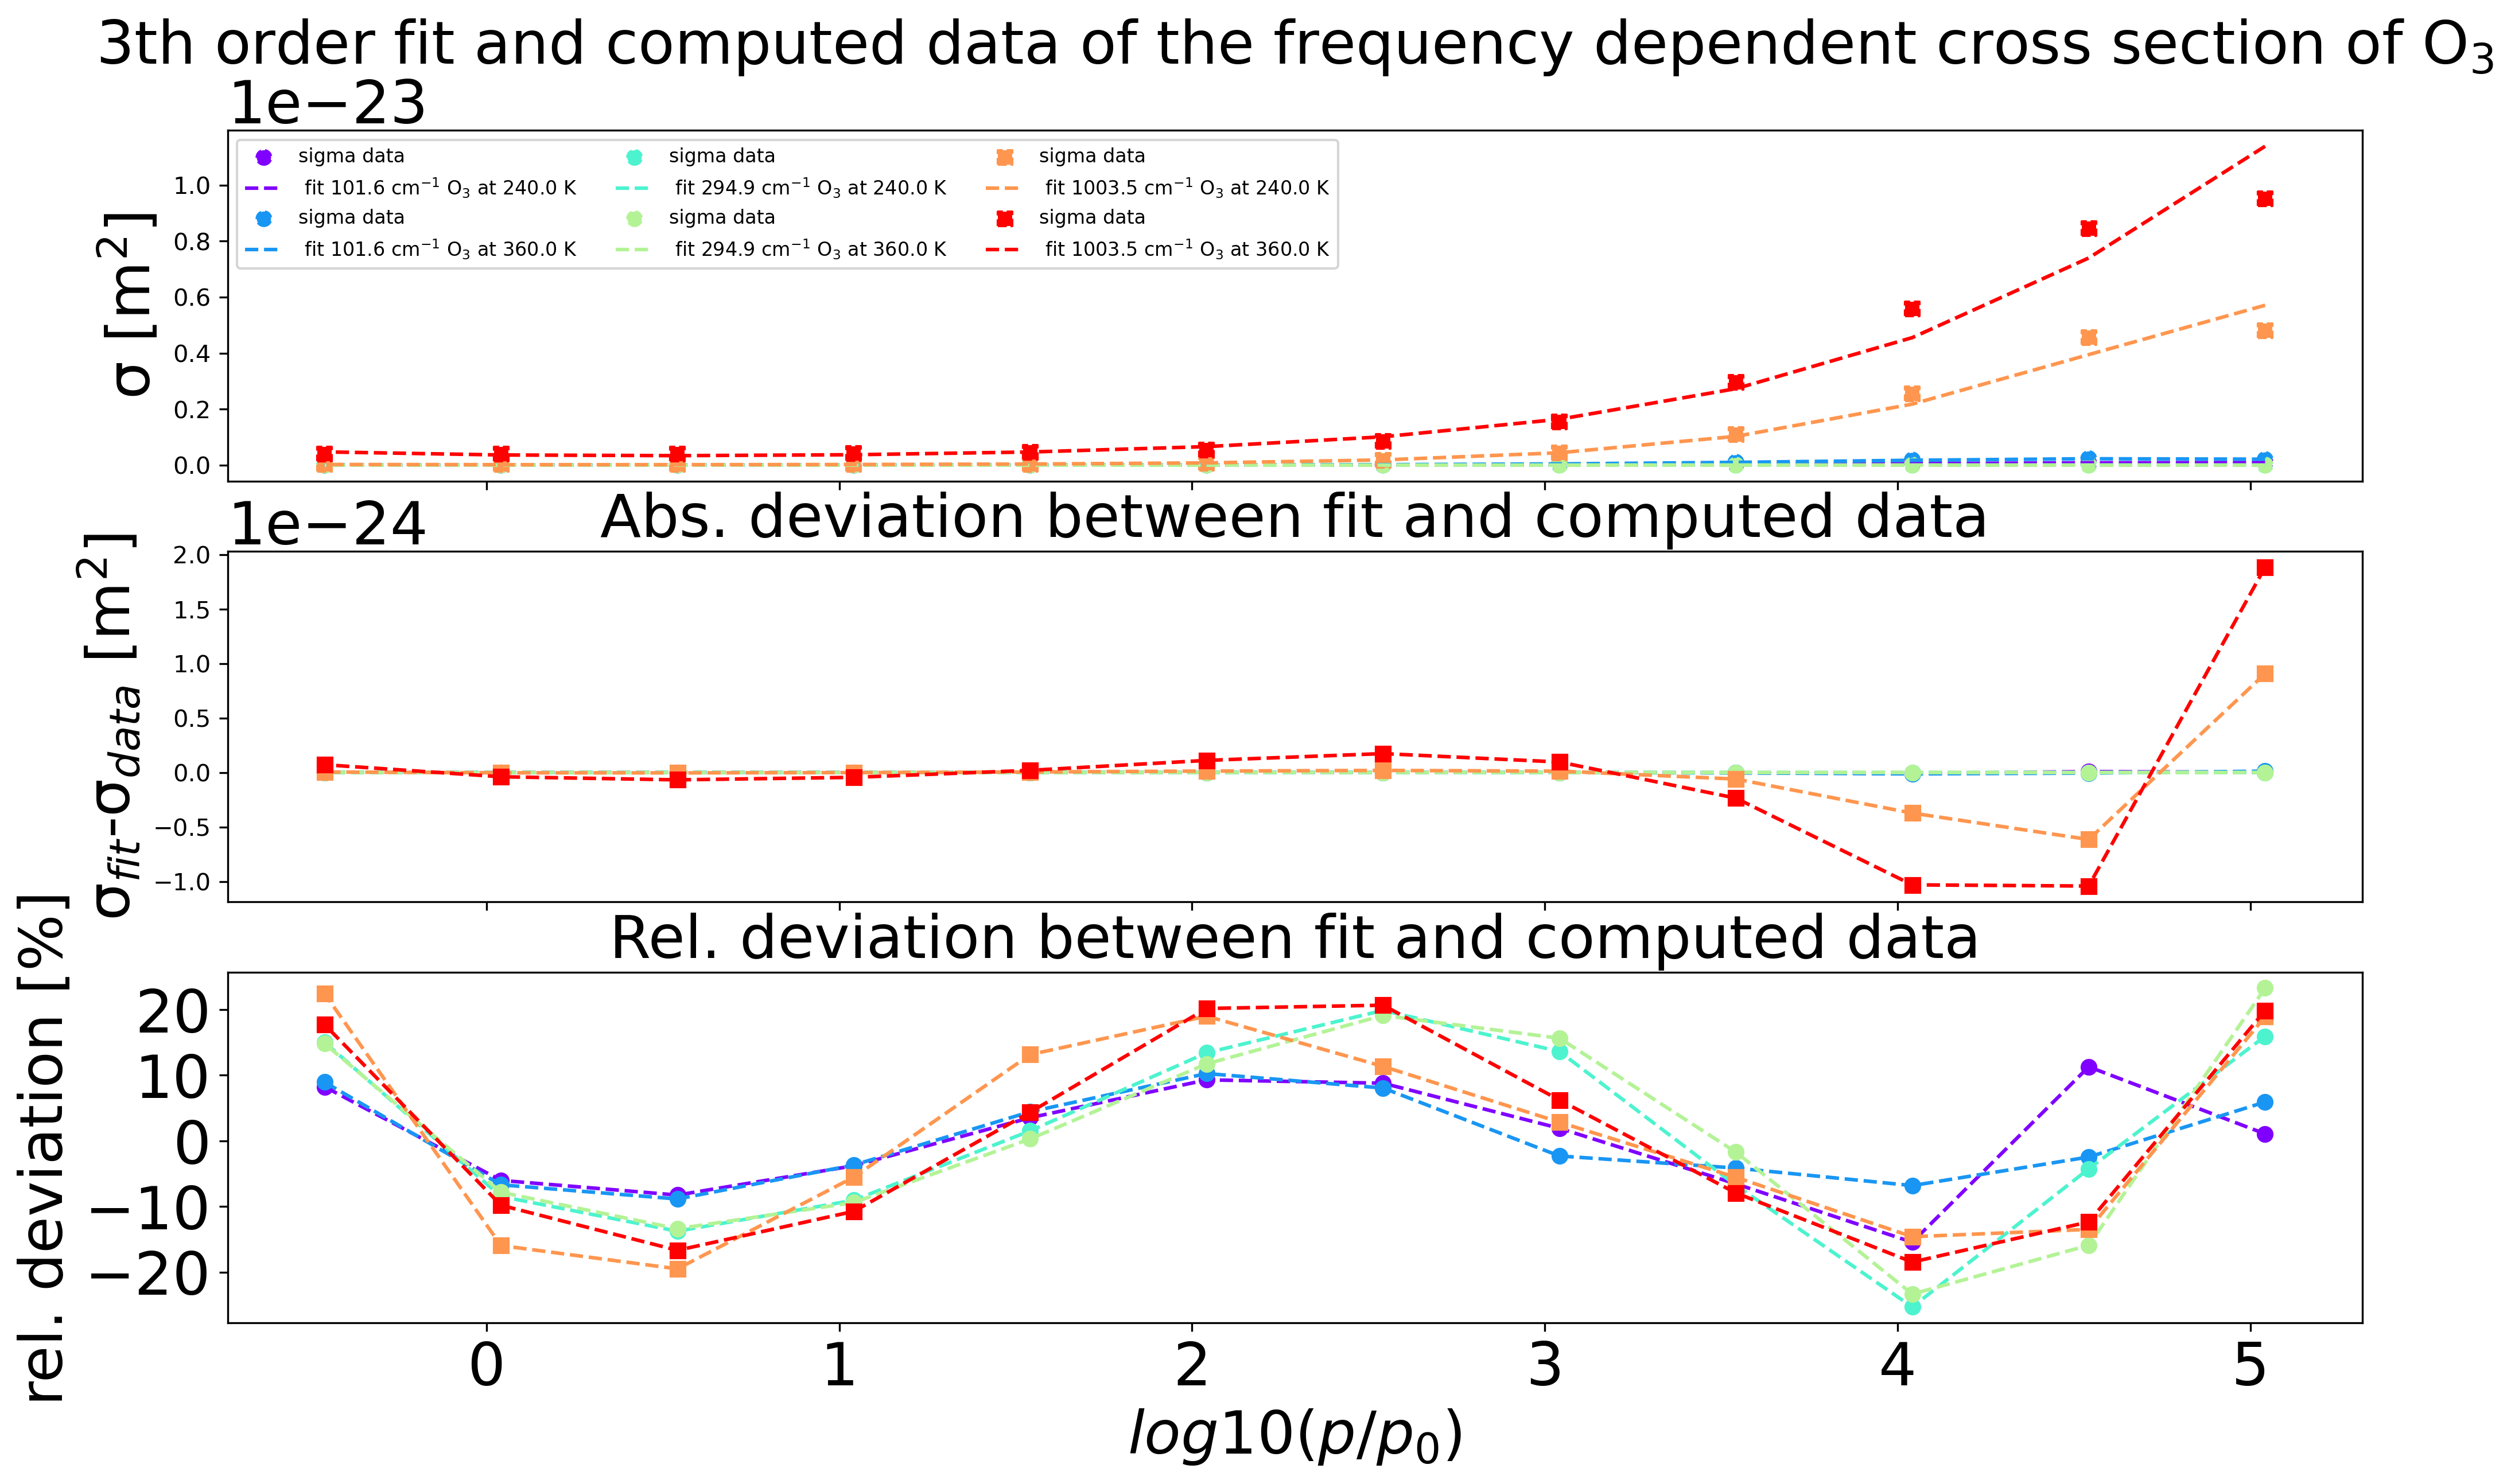 3th order fit and computed data of the frequency dependent cross section of O₃
1e−23
σ [m²]
1.0
0.8
0.6
0.4
0.2
0.0
sigma data
fit 101.6 cm⁻¹ O₃ at 240.0 K
sigma data
fit 101.6 cm⁻¹ O₃ at 360.0 K
sigma data
fit 294.9 cm⁻¹ O₃ at 240.0 K
sigma data
fit 294.9 cm⁻¹ O₃ at 360.0 K
sigma data
fit 1003.5 cm⁻¹ O₃ at 240.0 K
sigma data
fit 1003.5 cm⁻¹ O₃ at 360.0 K
Abs. deviation between fit and computed data
1e−24
σ_fit-σ_data [m²]
2.0
1.5
1.0
0.5
0.0
−0.5
−1.0
Rel. deviation between fit and computed data
rel. deviation [%]
20
10
0
−10
−20
0
1
2
3
4
5
log10(p/p₀)